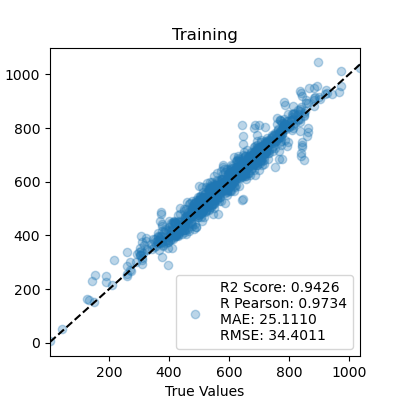 Training
1000
800
600
400
200
0
R2 Score: 0.9426
R Pearson: 0.9734
MAE: 25.1110
RMSE: 34.4011
200 400 600 800 1000
True Values